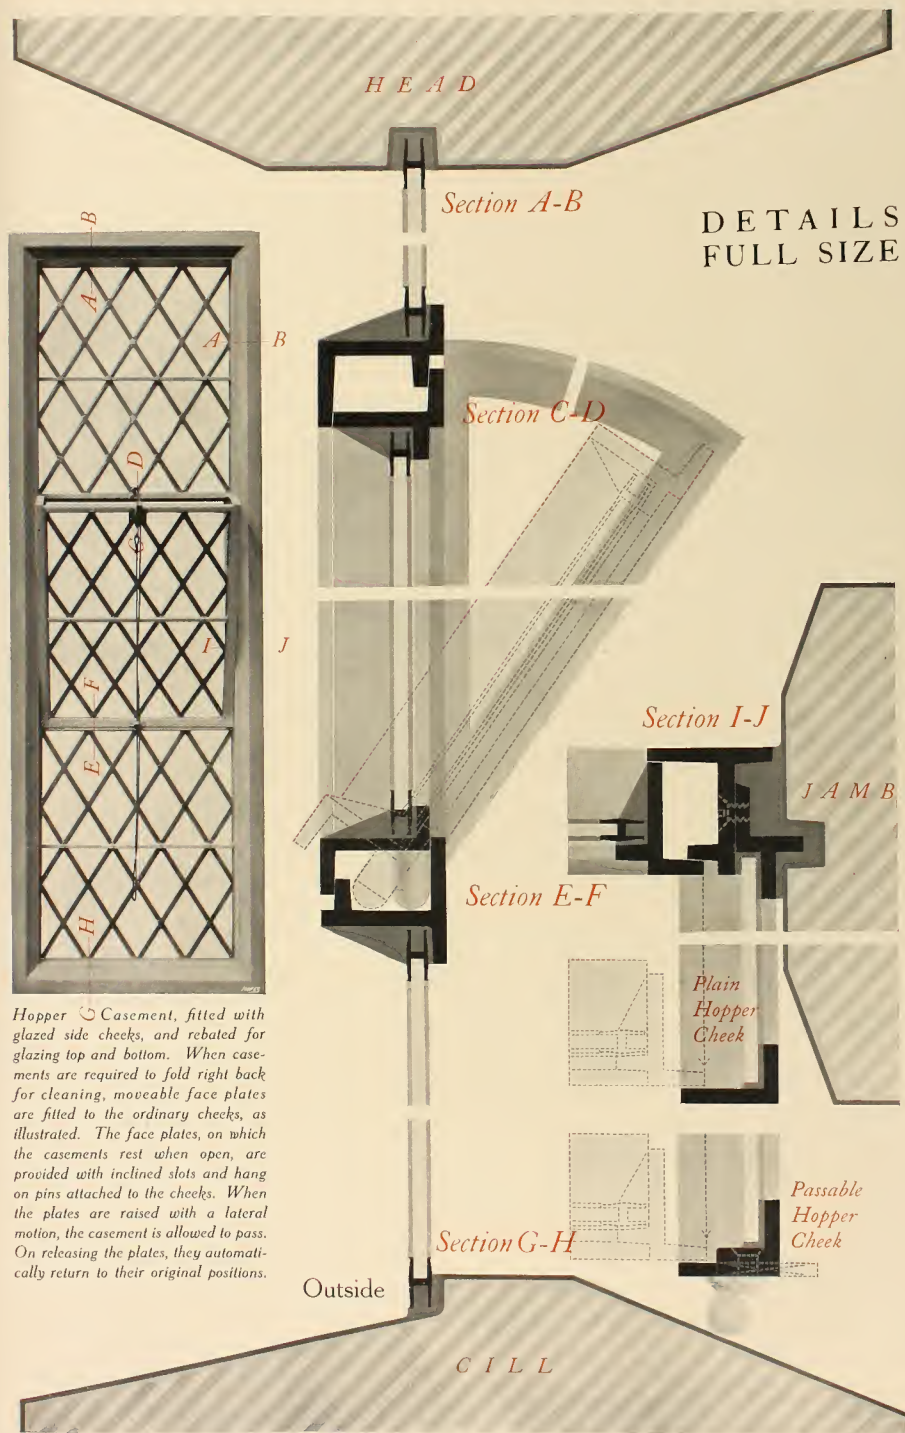 HEAD
Section A-B
DETAILS
FULL SIZE
B
A
A B
Section C-D
D
C
I J
F
E
Section I-J
JAMB
Section E-F
H
G
Plain
Hopper
Cheek
Hopper Casement, fitted with
glazed side cheeks, and rebated for
glazing top and bottom. When case-
ments are required to fold right back
for cleaning, moveable face plates
are fitted to the ordinary cheeks, as
illustrated. The face plates, on which
the casements rest when open, are
provided with inclined slots and hang
on pins attached to the cheeks. When
the plates are raised with a lateral
motion, the casement is allowed to pass.
On releasing the plates, they automati-
cally return to their original positions.
Passable
Hopper
Cheek
Section G-H
Outside
CILL